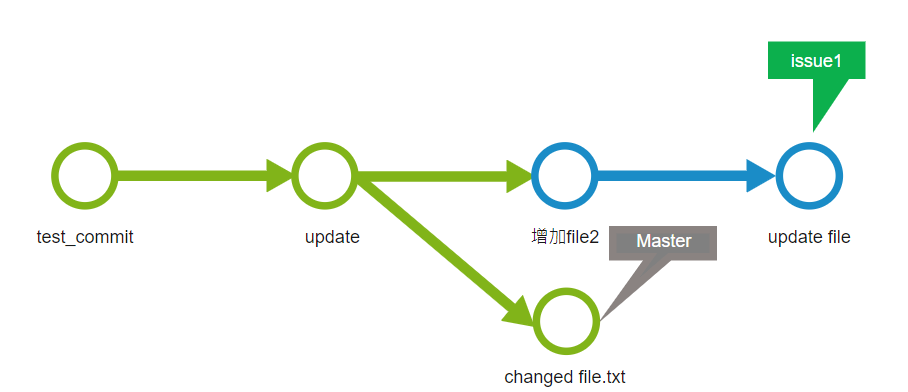 issue1
test_commit
update
增加file2
Master
update file
changed file.txt